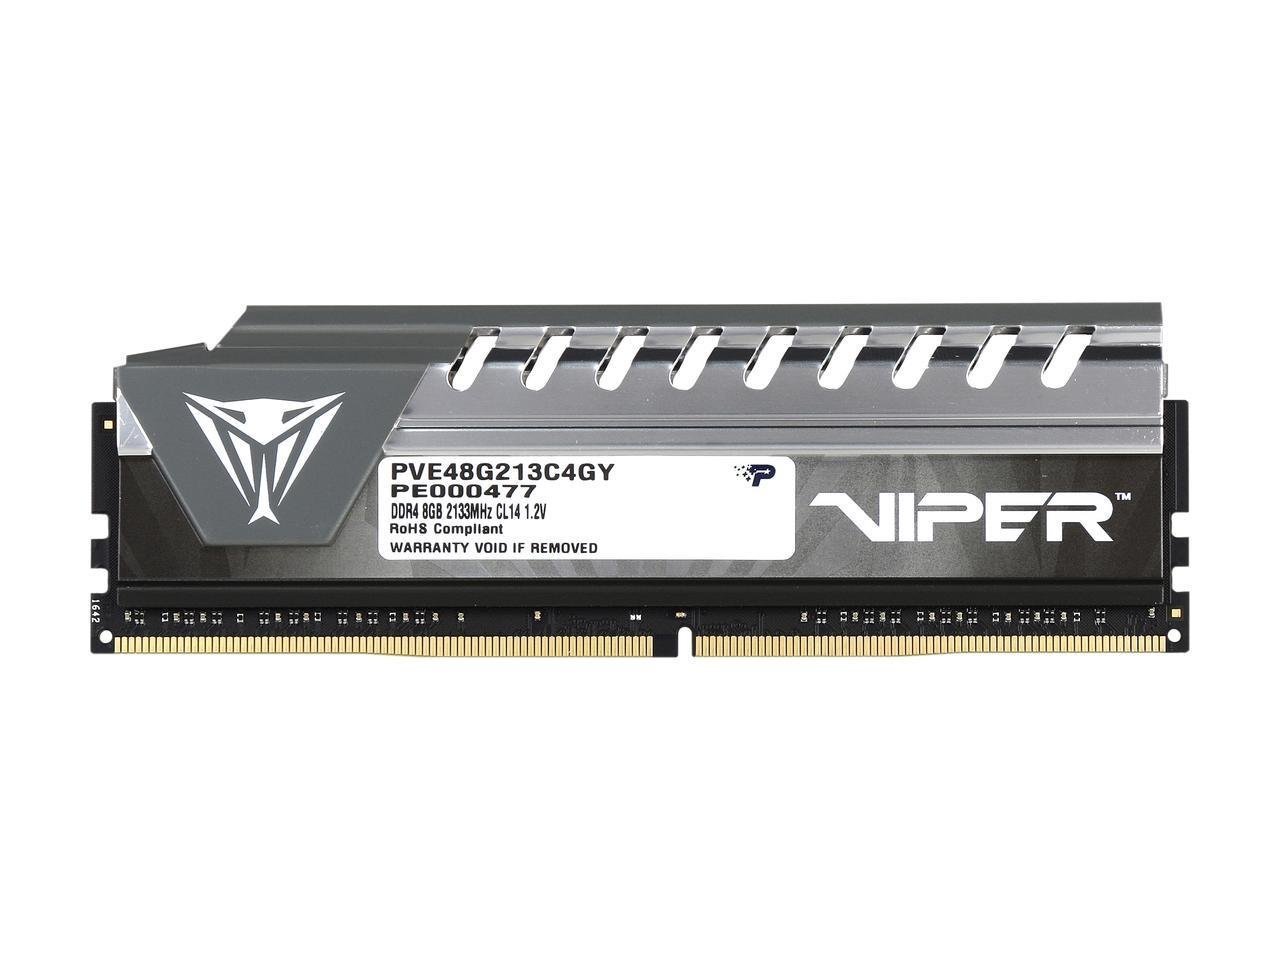 PVE48G213C4GY
PE000477
DDR4 8GB 2133MHz CL14 1.2V
RoHS Compliant
WARRANTY VOID IF REMOVED
P
VIPER™
1642